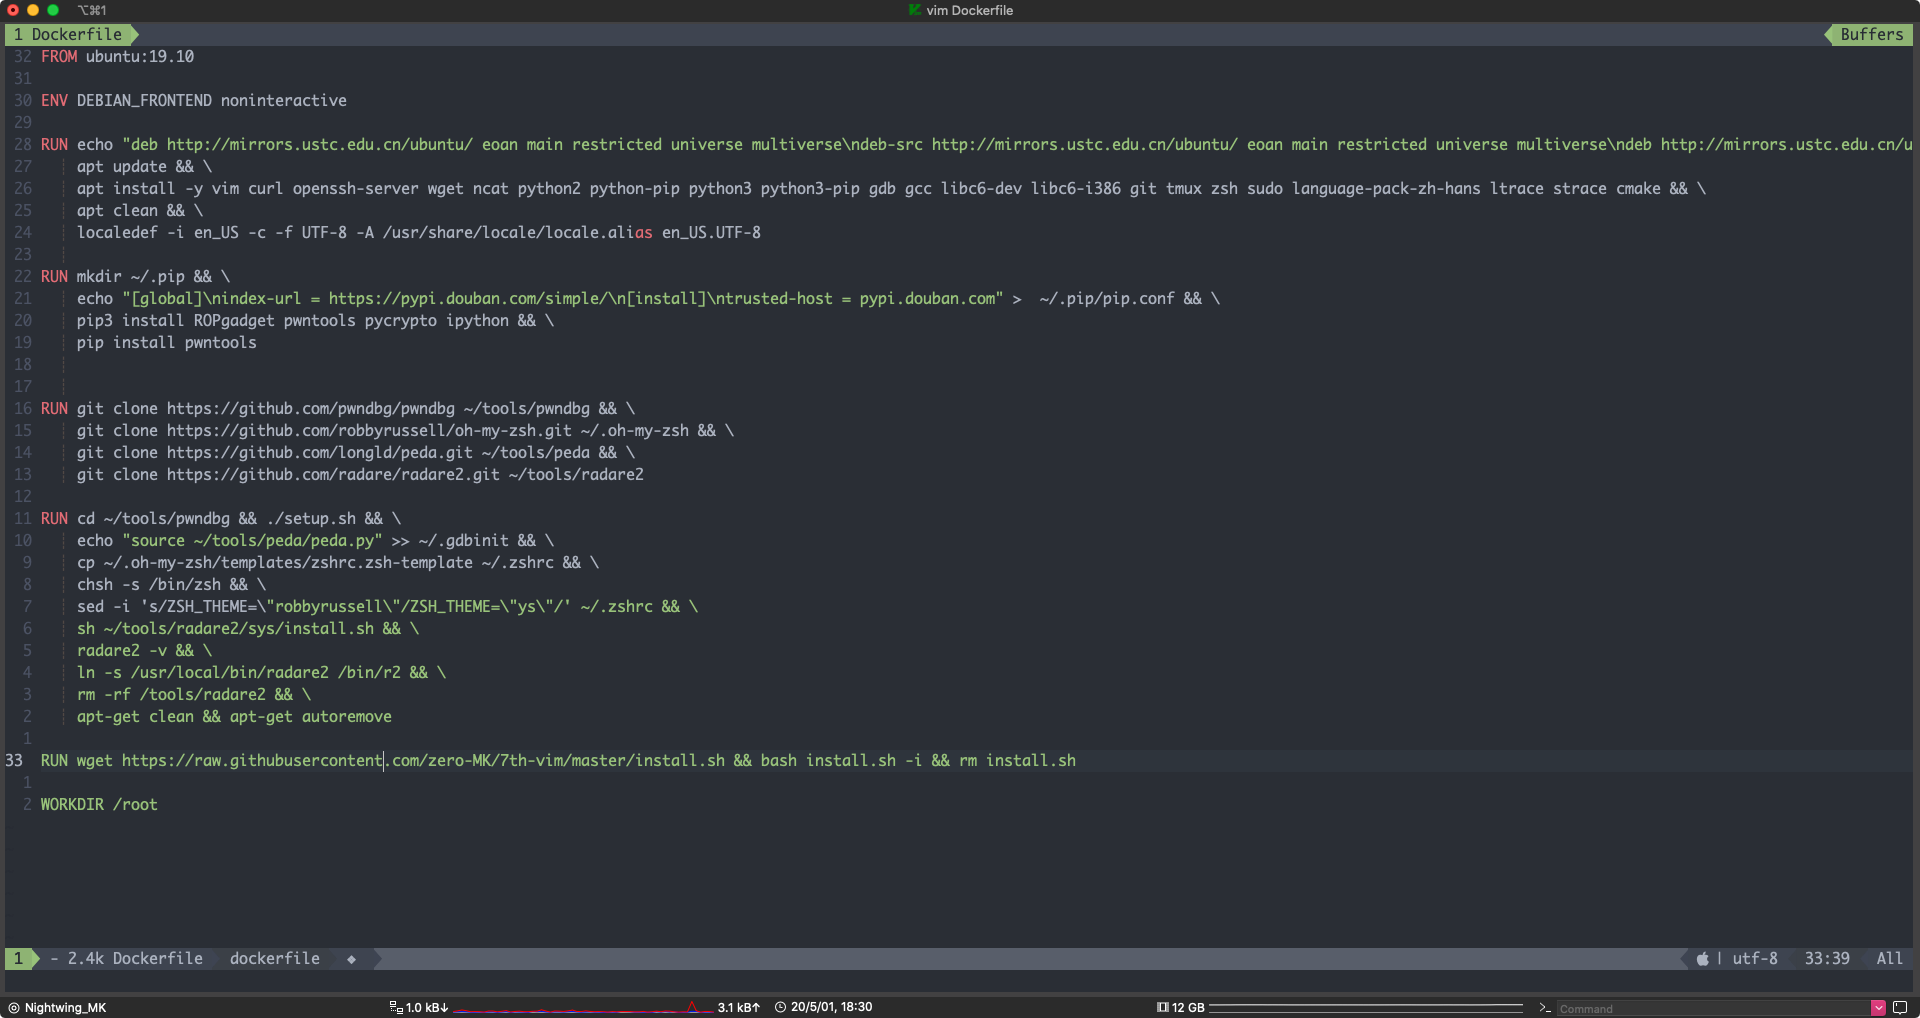 ⌥⌘1
vim Dockerfile
1 Dockerfile
Buffers
32 FROM ubuntu:19.10
31
30 ENV DEBIAN_FRONTEND noninteractive
29
28 RUN echo "deb http://mirrors.ustc.edu.cn/ubuntu/ eoan main restricted universe multiverse\ndeb-src http://mirrors.ustc.edu.cn/ubuntu/ eoan main restricted universe multiverse\ndeb http://mirrors.ustc.edu.cn/u
27 apt update && \
26 apt install -y vim curl openssh-server wget ncat python2 python-pip python3 python3-pip gdb gcc libc6-dev libc6-i386 git tmux zsh sudo language-pack-zh-hans ltrace strace cmake && \
25 apt clean && \
24 localedef -i en_US -c -f UTF-8 -A /usr/share/locale/locale.alias en_US.UTF-8
23
22 RUN mkdir ~/.pip && \
21 echo "[global]\nindex-url = https://pypi.douban.com/simple/\n[install]\ntrusted-host = pypi.douban.com" >  ~/.pip/pip.conf && \
20 pip3 install ROPgadget pwntools pycrypto ipython && \
19 pip install pwntools
18
17
16 RUN git clone https://github.com/pwndbg/pwndbg ~/tools/pwndbg && \
15 git clone https://github.com/robbyrussell/oh-my-zsh.git ~/.oh-my-zsh && \
14 git clone https://github.com/longld/peda.git ~/tools/peda && \
13 git clone https://github.com/radare/radare2.git ~/tools/radare2
12
11 RUN cd ~/tools/pwndbg && ./setup.sh && \
10 echo "source ~/tools/peda/peda.py" >> ~/.gdbinit && \
9 cp ~/.oh-my-zsh/templates/zshrc.zsh-template ~/.zshrc && \
8 chsh -s /bin/zsh && \
7 sed -i 's/ZSH_THEME=\"robbyrussell\"/ZSH_THEME=\"ys\"/' ~/.zshrc && \
6 sh ~/tools/radare2/sys/install.sh && \
5 radare2 -v && \
4 ln -s /usr/local/bin/radare2 /bin/r2 && \
3 rm -rf /tools/radare2 && \
2 apt-get clean && apt-get autoremove
1
33 RUN wget https://raw.githubusercontent.com/zero-MK/7th-vim/master/install.sh && bash install.sh -i && rm install.sh
1
2 WORKDIR /root
1 - 2.4k Dockerfile dockerfile ◆ | utf-8 33:39 All
Nightwing_MK 1.0 kB↓ 3.1 kB↑ 20/5/01, 18:30 12 GB >_ Command